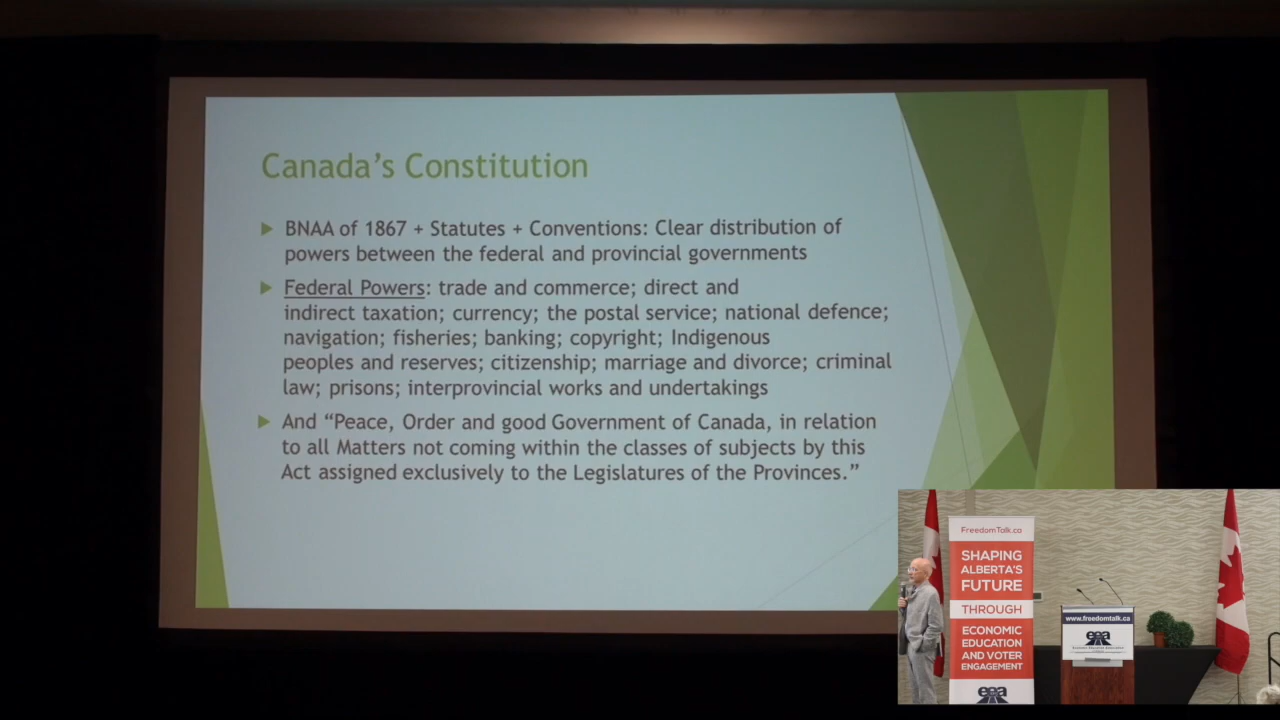 Canada's Constitution
BNAA of 1867 + Statutes + Conventions: Clear distribution of
powers between the federal and provincial governments
Federal Powers: trade and commerce; direct and
indirect taxation; currency; the postal service; national defence;
navigation; fisheries; banking; copyright; Indigenous
peoples and reserves; citizenship; marriage and divorce; criminal
law; prisons; interprovincial works and undertakings
And “Peace, Order and good Government of Canada, in relation
to all Matters not coming within the classes of subjects by this
Act assigned exclusively to the Legislatures of the Provinces.”
FreedomTalk.ca
SHAPING
ALBERTA'S
FUTURE
THROUGH
ECONOMIC
EDUCATION
AND VOTER
ENGAGEMENT
eea
www.freedomtalk.ca
eea